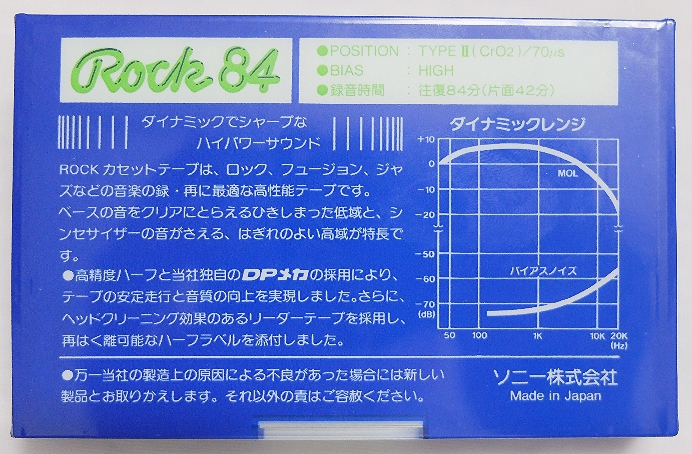 Rock 84
●POSITION : TYPE Ⅱ (CrO2)/70μs
●BIAS : HIGH
●録音時間 : 往復84分(片面42分)
ダイナミックでシャープな
ハイパワーサウンド
ROCKカセットテープは、ロック、フュージョン、ジャ
ズなどの音楽の録・再に最適な高性能テープです。
ベースの音をクリアにとらえるひきしまった低域と、シ
ンセサイザーの音がさえる、はぎれのよい高域が特長で
す。
●高精度ハーフと当社独自のDPメカの採用により、
テープの安定走行と音質の向上を実現しました。さらに、
ヘッドクリーニング効果のあるリーダーテープを採用し、
再はく離可能なハーフラベルを添付しました。
ダイナミックレンジ
+10
0
-10
-20
-50
-60
-70
(dB)
MOL
バイアスノイズ
50 100 1K 10K 20K
(Hz)
●万一当社の製造上の原因による不良があった場合には新しい
製品とお取りかえします。それ以外の責はご容赦ください。
ソニー株式会社
Made in Japan